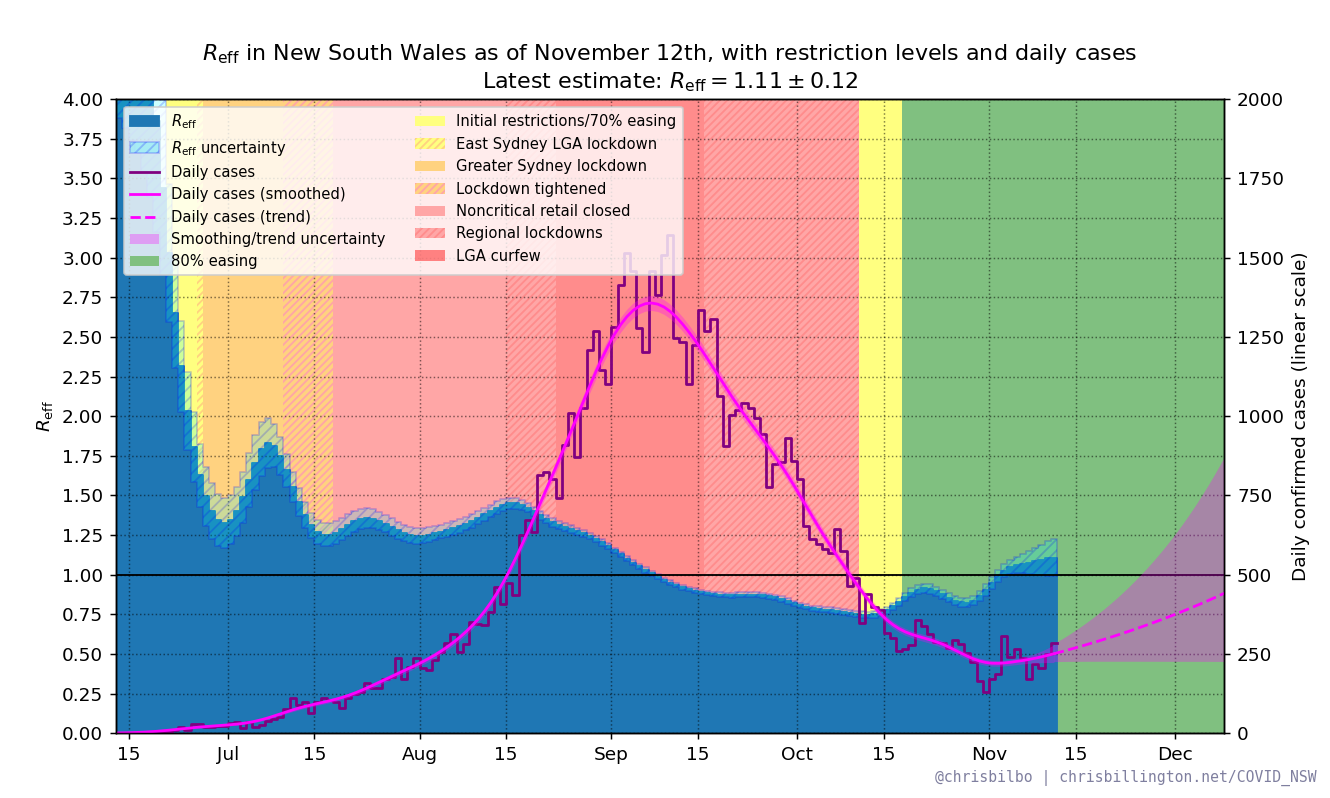 R_eff in New South Wales as of November 12th, with restriction levels and daily cases
Latest estimate: R_eff = 1.11 ± 0.12
R_eff
R_eff uncertainty
Daily cases
Daily cases (smoothed)
Daily cases (trend)
Smoothing/trend uncertainty
80% easing
Initial restrictions/70% easing
East Sydney LGA lockdown
Greater Sydney lockdown
Lockdown tightened
Noncritical retail closed
Regional lockdowns
LGA curfew
4.00
3.75
3.50
3.25
3.00
2.75
2.50
2.25
2.00
1.75
1.50
1.25
1.00
0.75
0.50
0.25
0.00
R_eff
2000
1750
1500
1250
1000
750
500
250
0
Daily confirmed cases (linear scale)
15 Jul 15 Aug 15 Sep 15 Oct 15 Nov 15 Dec
@chrisbilbo | chrisbillington.net/COVID_NSW